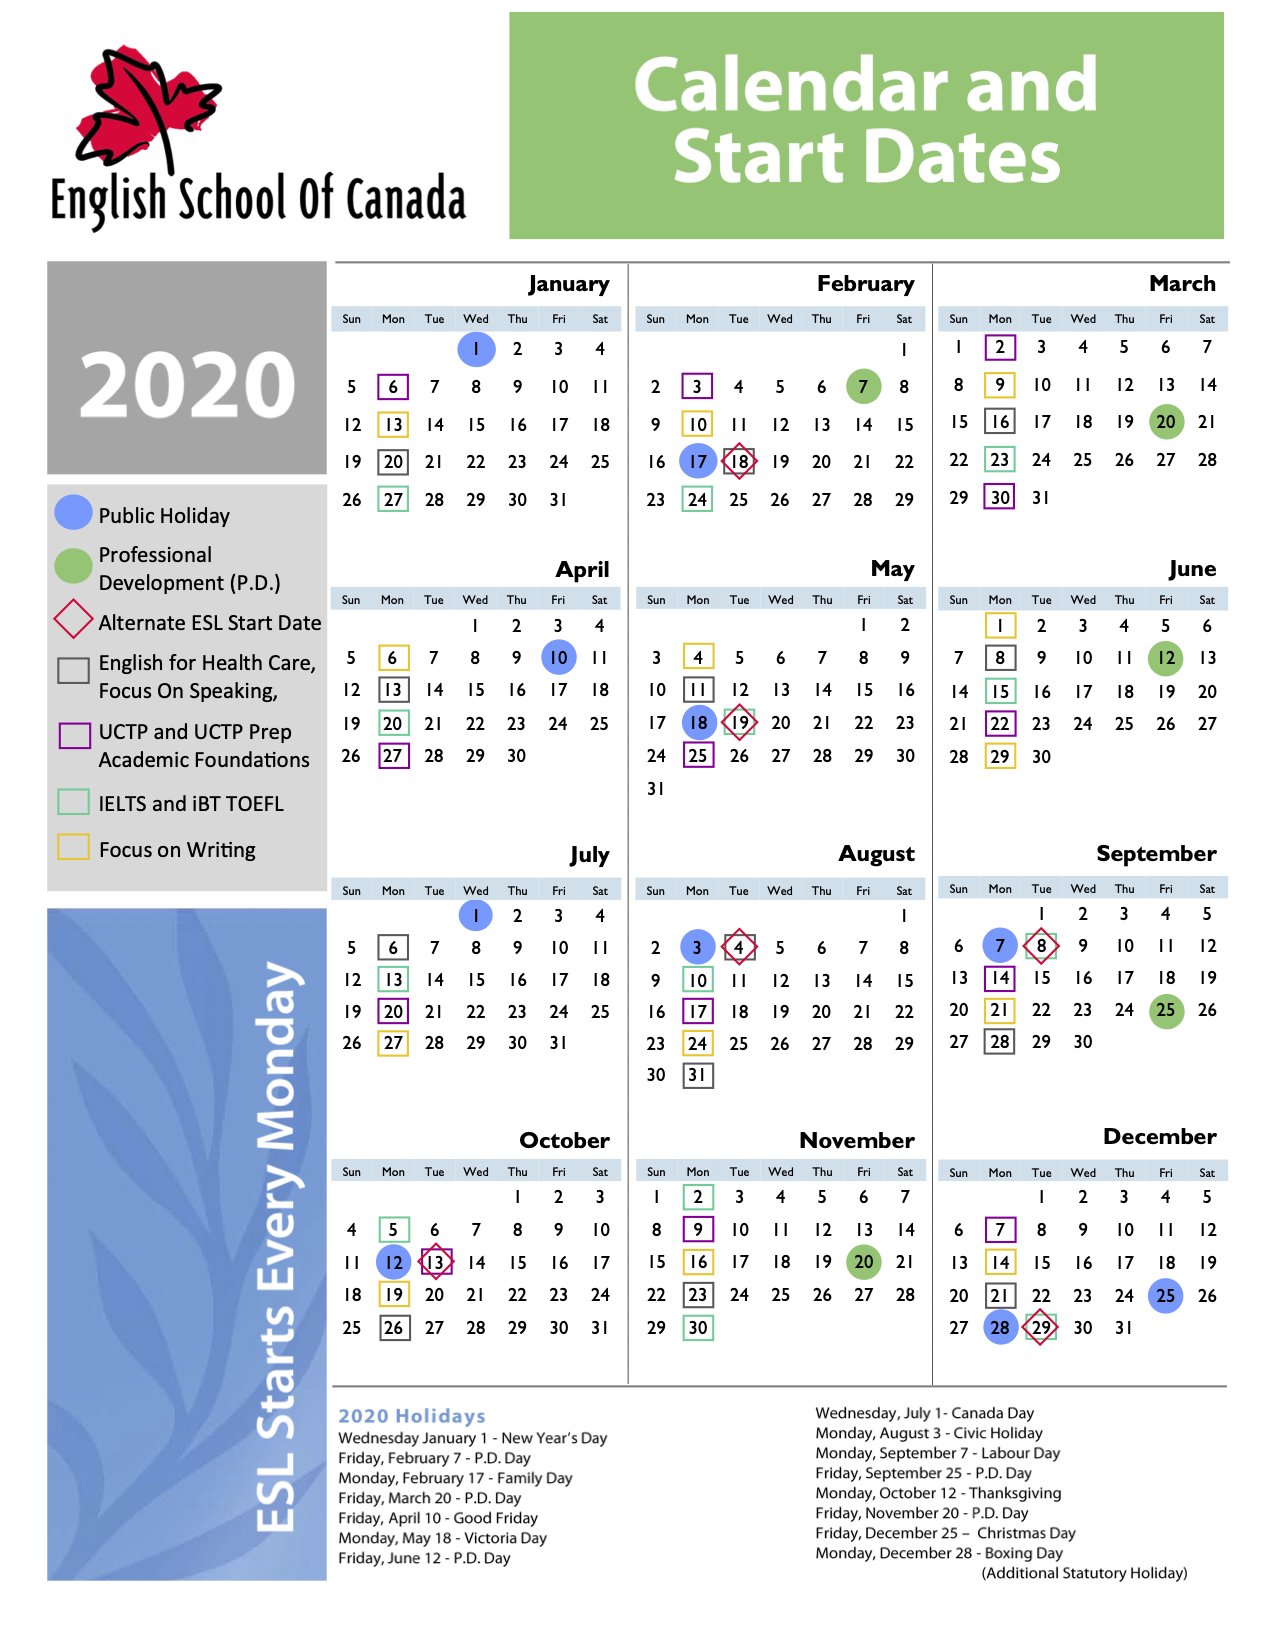 English School Of Canada
Calendar and
Start Dates
2020
Public Holiday
Professional
Development (P.D.)
Alternate ESL Start Date
English for Health Care,
Focus On Speaking,
UCTP and UCTP Prep
Academic Foundations
IELTS and iBT TOEFL
Focus on Writing
ESL Starts Every Monday
January
Sun Mon Tue Wed Thu Fri Sat
1 2 3 4
5 6 7 8 9 10 11
12 13 14 15 16 17 18
19 20 21 22 23 24 25
26 27 28 29 30 31
February
Sun Mon Tue Wed Thu Fri Sat
1
2 3 4 5 6 7 8
9 10 11 12 13 14 15
16 17 18 19 20 21 22
23 24 25 26 27 28 29
March
Sun Mon Tue Wed Thu Fri Sat
1 2 3 4 5 6 7
8 9 10 11 12 13 14
15 16 17 18 19 20 21
22 23 24 25 26 27 28
29 30 31
April
Sun Mon Tue Wed Thu Fri Sat
1 2 3 4
5 6 7 8 9 10 11
12 13 14 15 16 17 18
19 20 21 22 23 24 25
26 27 28 29 30
May
Sun Mon Tue Wed Thu Fri Sat
1 2
3 4 5 6 7 8 9
10 11 12 13 14 15 16
17 18 19 20 21 22 23
24 25 26 27 28 29 30
31
June
Sun Mon Tue Wed Thu Fri Sat
1 2 3 4 5 6
7 8 9 10 11 12 13
14 15 16 17 18 19 20
21 22 23 24 25 26 27
28 29 30
July
Sun Mon Tue Wed Thu Fri Sat
1 2 3 4
5 6 7 8 9 10 11
12 13 14 15 16 17 18
19 20 21 22 23 24 25
26 27 28 29 30 31
August
Sun Mon Tue Wed Thu Fri Sat
1
2 3 4 5 6 7 8
9 10 11 12 13 14 15
16 17 18 19 20 21 22
23 24 25 26 27 28 29
30 31
September
Sun Mon Tue Wed Thu Fri Sat
1 2 3 4 5
6 7 8 9 10 11 12
13 14 15 16 17 18 19
20 21 22 23 24 25 26
27 28 29 30
October
Sun Mon Tue Wed Thu Fri Sat
1 2 3
4 5 6 7 8 9 10
11 12 13 14 15 16 17
18 19 20 21 22 23 24
25 26 27 28 29 30 31
November
Sun Mon Tue Wed Thu Fri Sat
1 2 3 4 5 6 7
8 9 10 11 12 13 14
15 16 17 18 19 20 21
22 23 24 25 26 27 28
29 30
December
Sun Mon Tue Wed Thu Fri Sat
1 2 3 4 5
6 7 8 9 10 11 12
13 14 15 16 17 18 19
20 21 22 23 24 25 26
27 28 29 30 31
2020 Holidays
Wednesday January 1 - New Year's Day
Friday, February 7 - P.D. Day
Monday, February 17 - Family Day
Friday, March 20 - P.D. Day
Friday, April 10 - Good Friday
Monday, May 18 - Victoria Day
Friday, June 12 - P.D. Day
Wednesday, July 1- Canada Day
Monday, August 3 - Civic Holiday
Monday, September 7 - Labour Day
Friday, September 25 - P.D. Day
Monday, October 12 - Thanksgiving
Friday, November 20 - P.D. Day
Friday, December 25 – Christmas Day
Monday, December 28 - Boxing Day
(Additional Statutory Holiday)